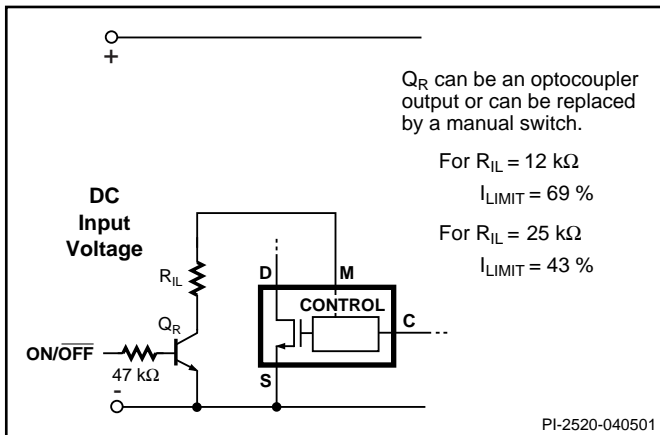 +
Q_R can be an optocoupler
output or can be replaced
by a manual switch.
For R_IL = 12 kΩ
I_LIMIT = 69 %
For R_IL = 25 kΩ
I_LIMIT = 43 %
DC
Input
Voltage
R_IL
D
M
CONTROL
C
Q_R
ON/O̅F̅F̅
47 kΩ
S
-
PI-2520-040501